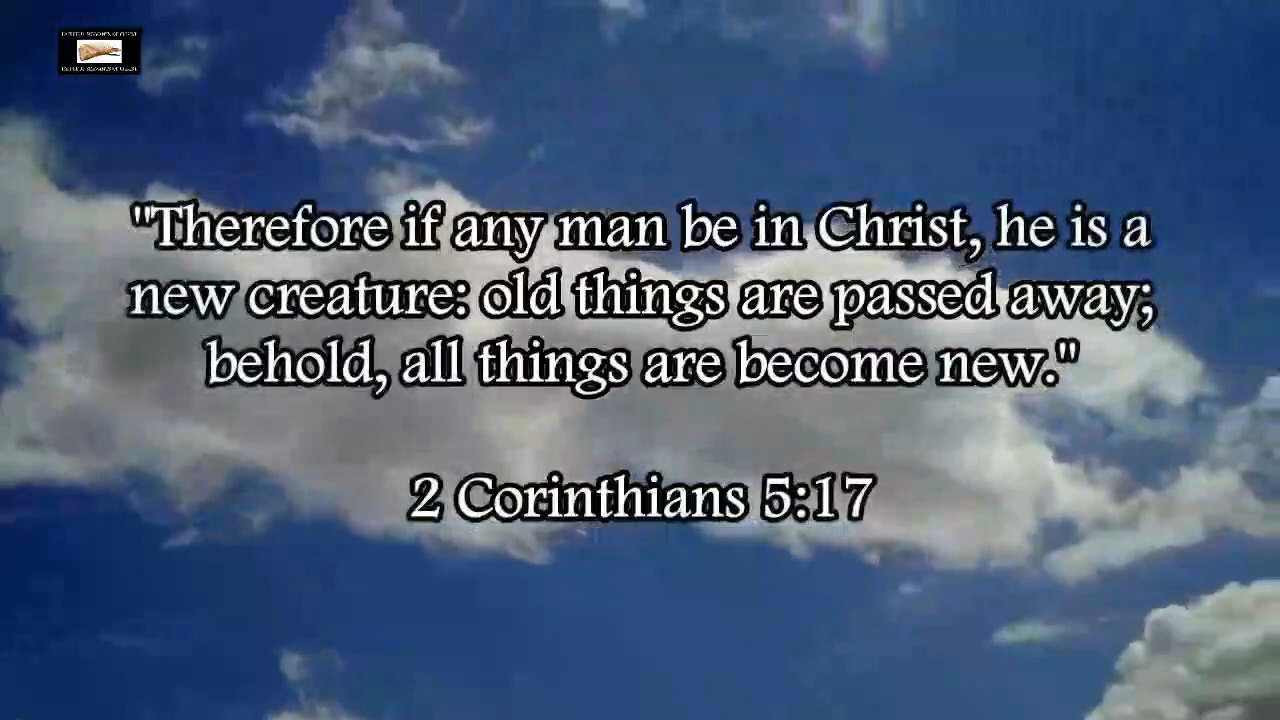 "Therefore if any man be in Christ, he is a
new creature: old things are passed away;
behold, all things are become new."
2 Corinthians 5:17